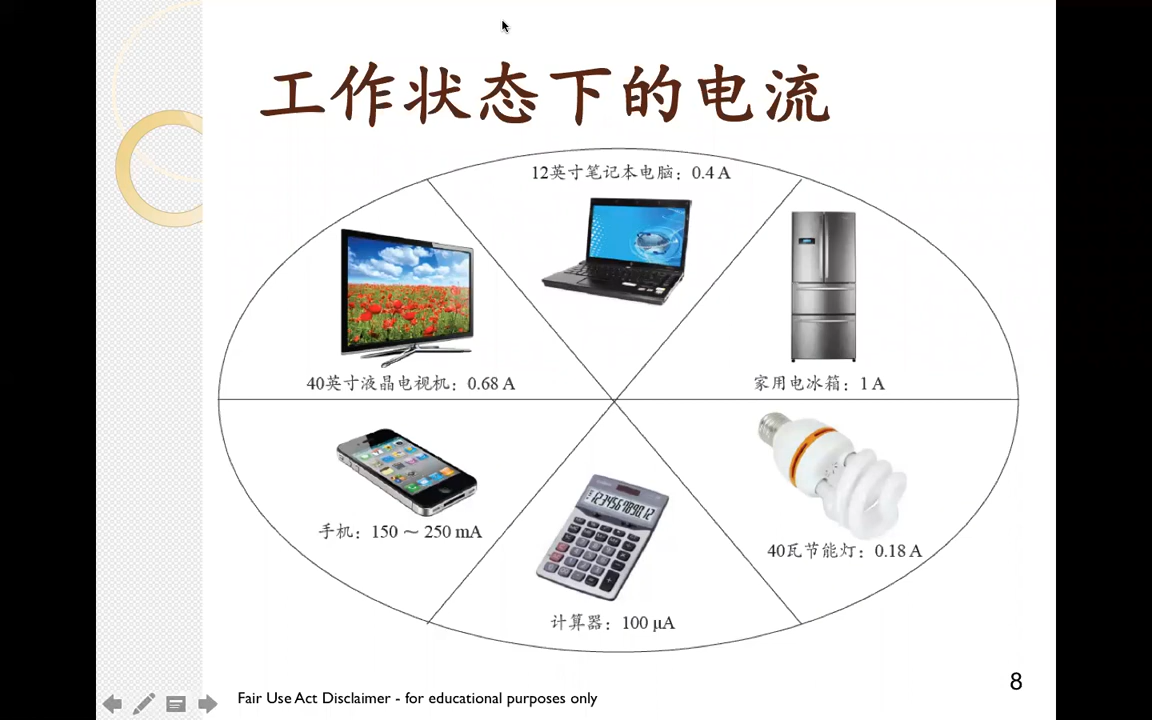 工作状态下的电流
12英寸笔记本电脑：0.4 A
40英寸液晶电视机：0.68 A
家用电冰箱：1 A
手机：150～250 mA
123456789012
40瓦节能灯：0.18 A
计算器：100 μA
8
Fair Use Act Disclaimer - for educational purposes only